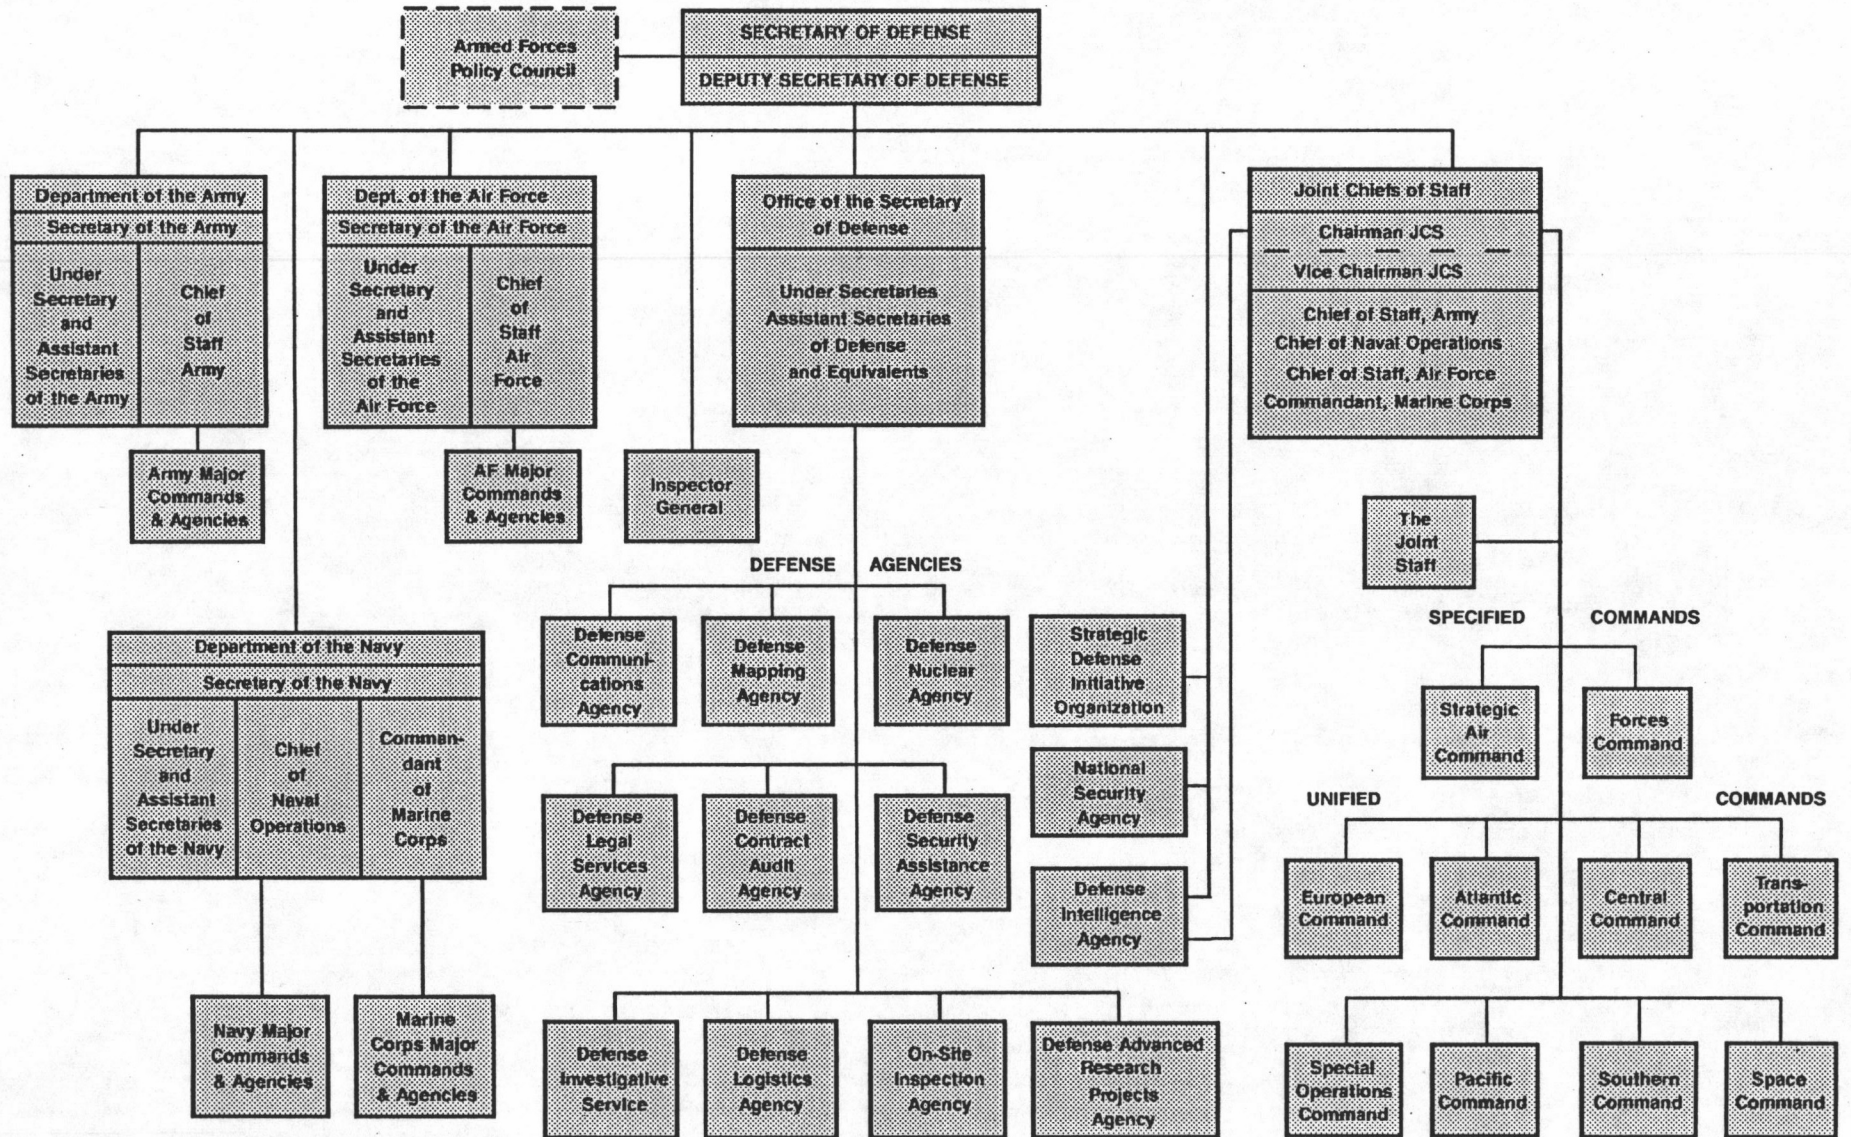 Armed Forces
Policy Council
SECRETARY OF DEFENSE
DEPUTY SECRETARY OF DEFENSE
Department of the Army
Secretary of the Army
Under
Secretary
and
Assistant
Secretaries
of the Army
Chief
of
Staff
Army
Army Major
Commands
& Agencies
Dept. of the Air Force
Secretary of the Air Force
Under
Secretary
and
Assistant
Secretaries
of the
Air Force
Chief
of
Staff
Air
Force
AF Major
Commands
& Agencies
Inspector
General
Office of the Secretary
of Defense
Under Secretaries
Assistant Secretaries
of Defense
and Equivalents
Joint Chiefs of Staff
Chairman JCS
Vice Chairman JCS
Chief of Staff, Army
Chief of Naval Operations
Chief of Staff, Air Force
Commandant, Marine Corps
The
Joint
Staff
Department of the Navy
Secretary of the Navy
Under
Secretary
and
Assistant
Secretaries
of the Navy
Chief
of
Naval
Operations
Comman-
dant
of
Marine
Corps
Navy Major
Commands
& Agencies
Marine
Corps Major
Commands
& Agencies
DEFENSE AGENCIES
Defense
Communi-
cations
Agency
Defense
Mapping
Agency
Defense
Nuclear
Agency
Defense
Legal
Services
Agency
Defense
Contract
Audit
Agency
Defense
Security
Assistance
Agency
Defense
Investigative
Service
Defense
Logistics
Agency
On-Site
Inspection
Agency
Defense Advanced
Research
Projects
Agency
Strategic
Defense
Initiative
Organization
National
Security
Agency
Defense
Intelligence
Agency
SPECIFIED COMMANDS
Strategic
Air
Command
Forces
Command
UNIFIED COMMANDS
European
Command
Atlantic
Command
Central
Command
Trans-
portation
Command
Special
Operations
Command
Pacific
Command
Southern
Command
Space
Command